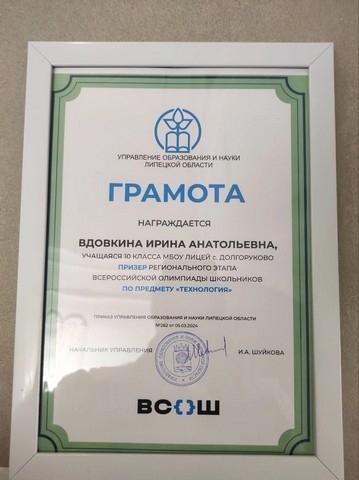 УПРАВЛЕНИЕ ОБРАЗОВАНИЯ И НАУКИ
ЛИПЕЦКОЙ ОБЛАСТИ
ГРАМОТА
НАГРАЖДАЕТСЯ
ВДОВКИНА ИРИНА АНАТОЛЬЕВНА,
УЧАЩАЯСЯ 10 КЛАССА МБОУ ЛИЦЕЙ с. ДОЛГОРУКОВО
ПРИЗЕР РЕГИОНАЛЬНОГО ЭТАПА
ВСЕРОССИЙСКОЙ ОЛИМПИАДЫ ШКОЛЬНИКОВ
ПО ПРЕДМЕТУ «ТЕХНОЛОГИЯ»
ПРИКАЗ УПРАВЛЕНИЯ ОБРАЗОВАНИЯ И НАУКИ ЛИПЕЦКОЙ ОБЛАСТИ
№262 от 05.03.2024
НАЧАЛЬНИК УПРАВЛЕНИЯ И.А. ШУЙКОВА
ВС{}Ш